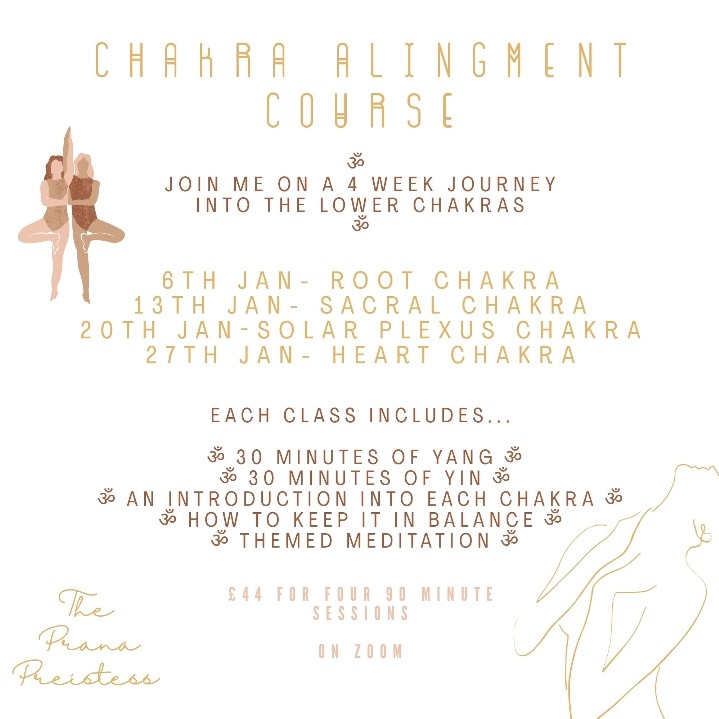 CHAKRA ALINGMENT
COURSE
ॐ
JOIN ME ON A 4 WEEK JOURNEY
INTO THE LOWER CHAKRAS
ॐ
6TH JAN- ROOT CHAKRA
13TH JAN- SACRAL CHAKRA
20TH JAN-SOLAR PLEXUS CHAKRA
27TH JAN- HEART CHAKRA
EACH CLASS INCLUDES...
ॐ 30 MINUTES OF YANG ॐ
ॐ 30 MINUTES OF YIN ॐ
ॐ AN INTRODUCTION INTO EACH CHAKRA ॐ
ॐ HOW TO KEEP IT IN BALANCE ॐ
ॐ THEMED MEDITATION ॐ
£44 FOR FOUR 90 MINUTE
SESSIONS
ON ZOOM
The
Prana
Preistess